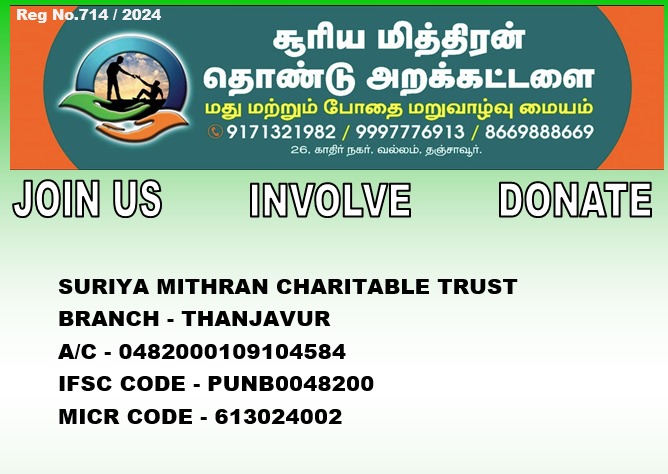 Reg No.714 / 2024
சூரிய மித்திரன்
தொண்டு அறக்கட்டளை
மது மற்றும் போதை மறுவாழ்வு மையம்
9171321982 / 9997776913 / 8669888669
26, காதிர் நகர், வல்லம், தஞ்சாவூர்.
JOIN US INVOLVE DONATE
SURIYA MITHRAN CHARITABLE TRUST
BRANCH - THANJAVUR
A/C - 0482000109104584
IFSC CODE - PUNB0048200
MICR CODE - 613024002